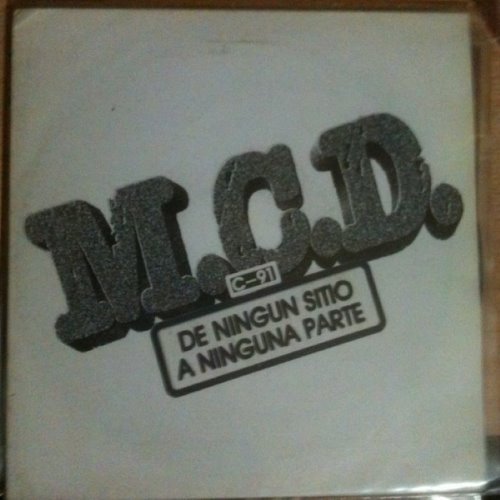 M.C.D.
C-91
DE NINGUN SITIO
A NINGUNA PARTE